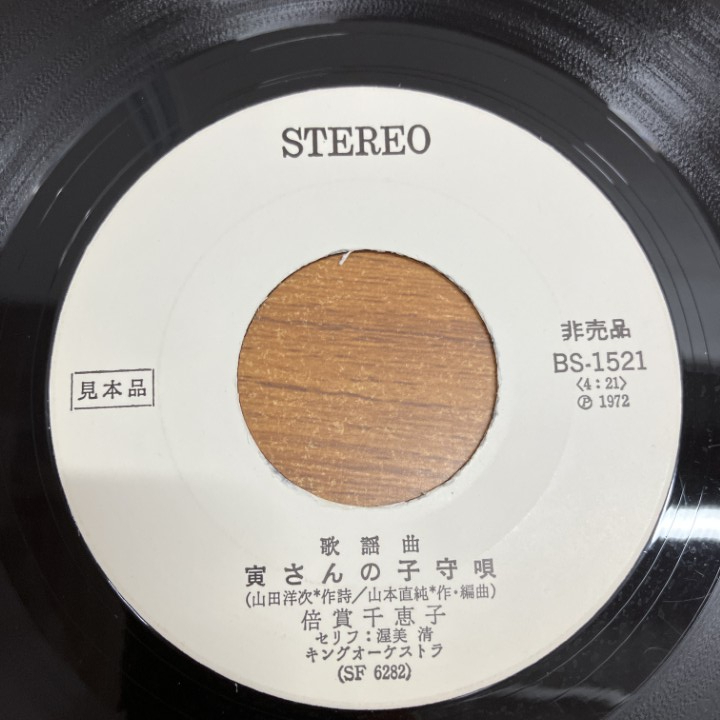 STEREO
非売品
BS-1521
〈4:21〉
Ⓟ 1972
見本品
歌謡曲
寅さんの子守唄
(山田洋次*作詩/山本直純*作・編曲)
倍賞千恵子
セリフ:渥美 清
キングオーケストラ
(SF 6282)